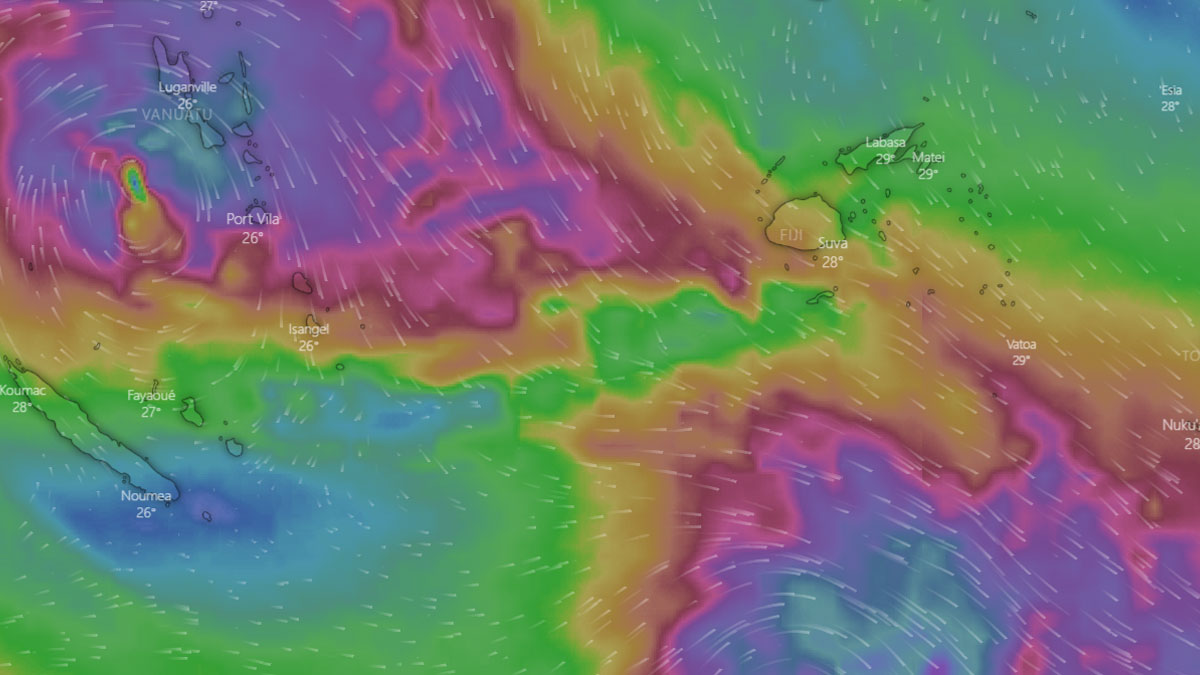 27°
Luganville
26°
VANUATU
Esia
28°
Labasa
29°
Matei
29°
Port Vila
26°
FIJI
Suva
28°
Isangel
26°
Vatoa
29°
TO
Koumac
28°
Fayaoué
27°
Nuku'a
28
Noumea
26°